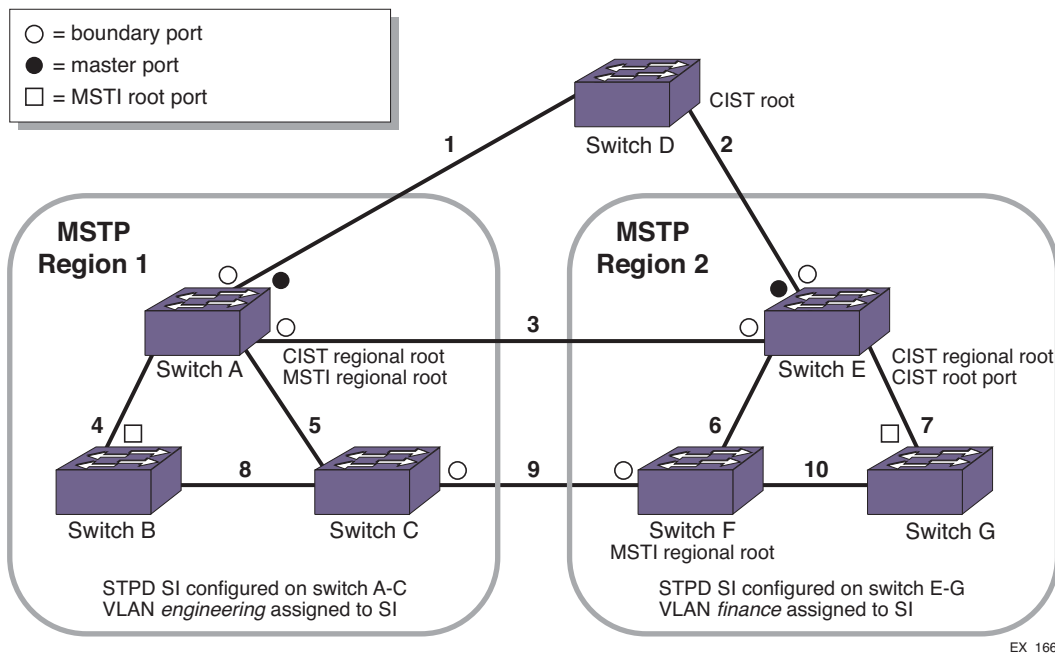 = boundary port
= master port
= MSTI root port
CIST root
Switch D
1
2
MSTP
Region 1
MSTP
Region 2
3
Switch A
CIST regional root
MSTI regional root
Switch E
CIST regional root
CIST root port
4
5
6
7
8
9
10
Switch B
Switch C
Switch F
MSTI regional root
Switch G
STPD SI configured on switch A-C
VLAN engineering assigned to SI
STPD SI configured on switch E-G
VLAN finance assigned to SI
EX_166